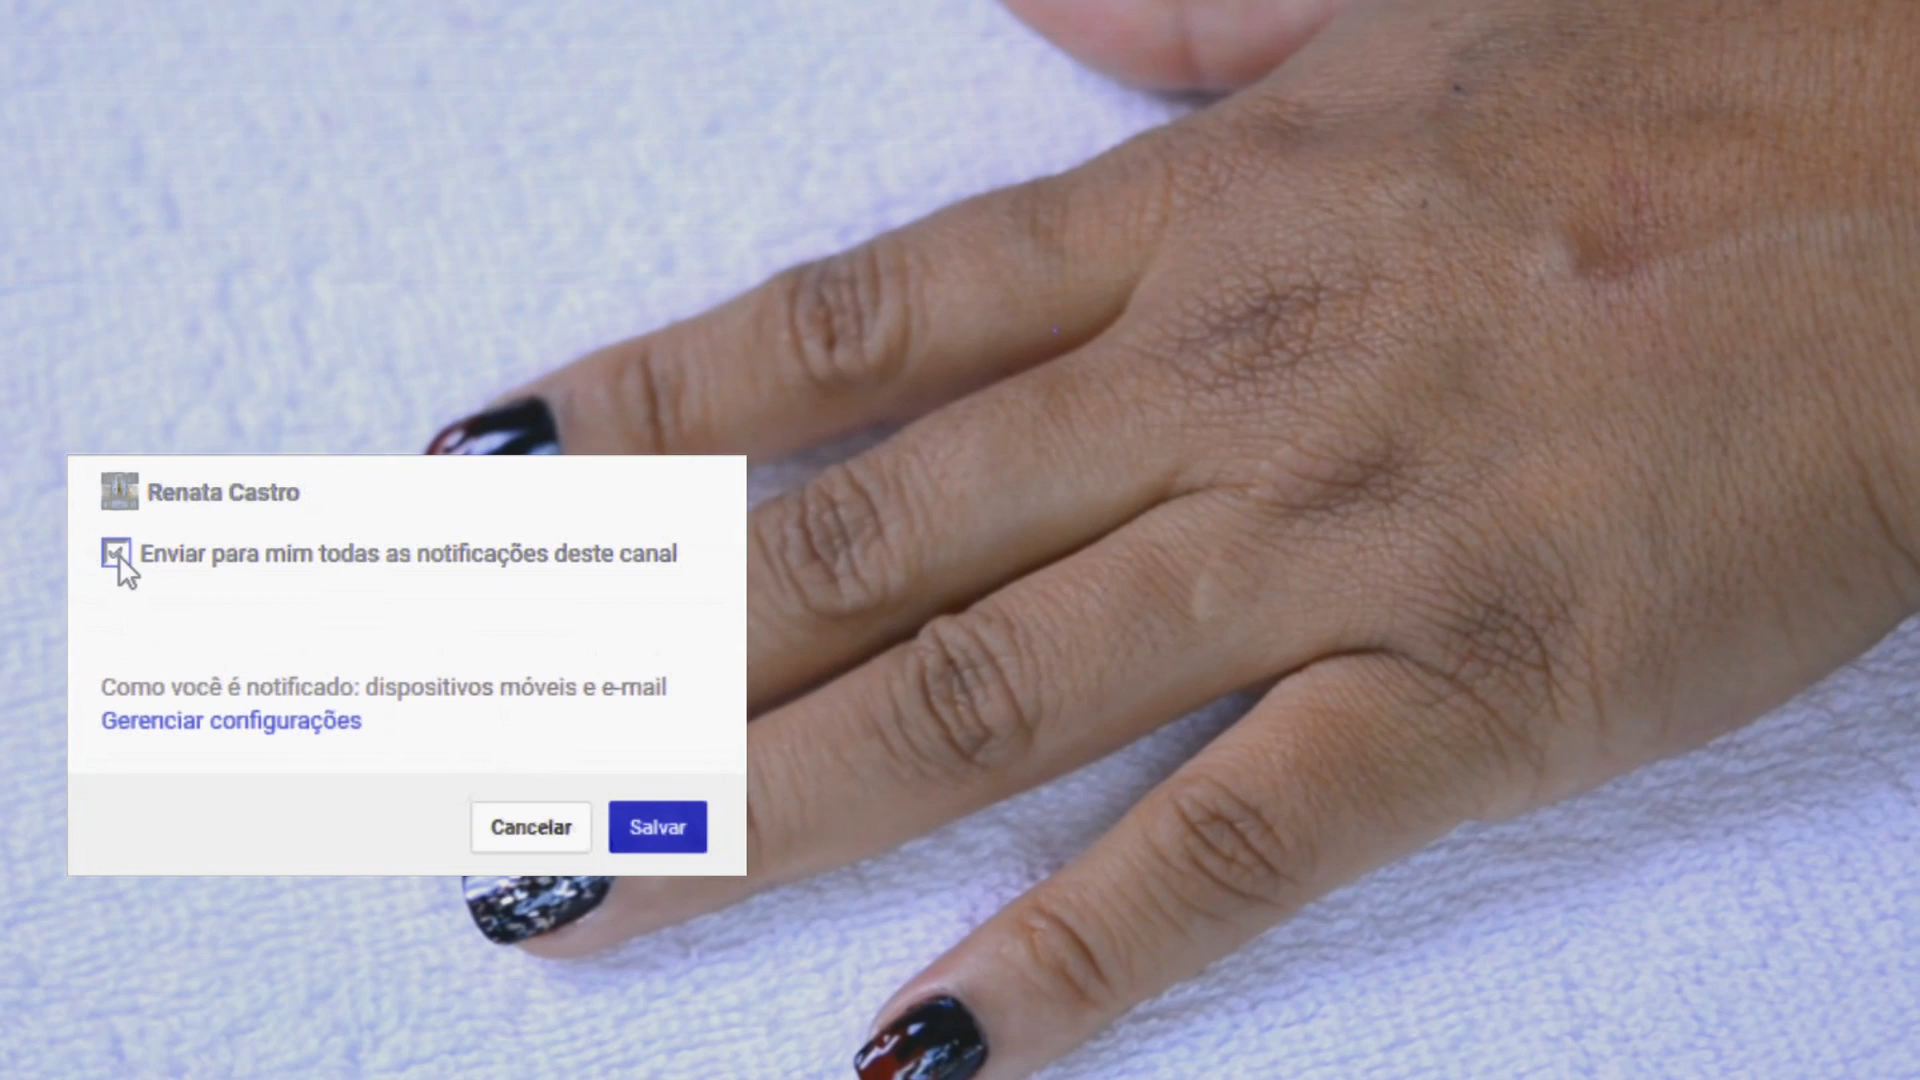 Renata Castro
Enviar para mim todas as notificações deste canal
Como você é notificado: dispositivos móveis e e-mail
Gerenciar configurações
Cancelar
Salvar